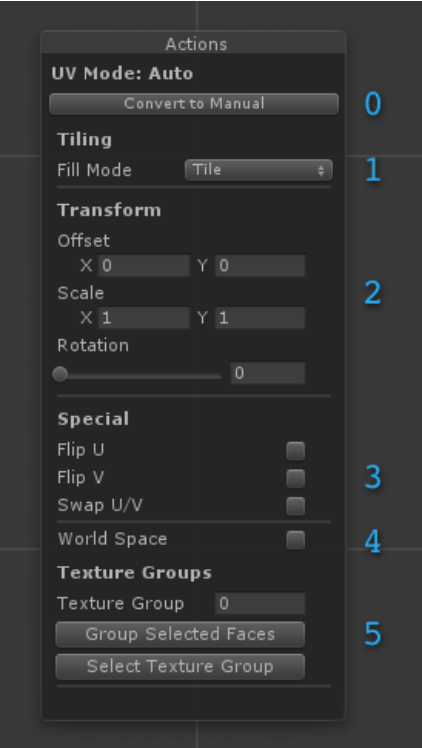 Actions
UV Mode: Auto
Convert to Manual 0
Tiling
Fill Mode Tile 1
Transform
Offset
X 0 Y 0
Scale 2
X 1 Y 1
Rotation
0
Special
Flip U
Flip V 3
Swap U/V
World Space 4
Texture Groups
Texture Group 0
Group Selected Faces 5
Select Texture Group